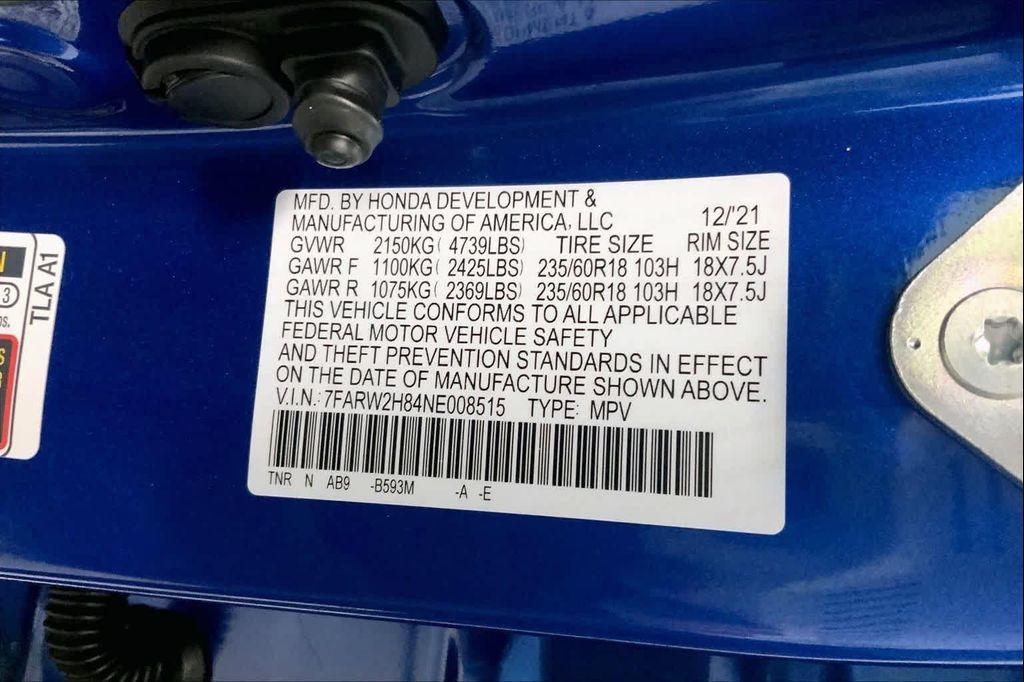 MFD. BY HONDA DEVELOPMENT &
MANUFACTURING OF AMERICA, LLC 12/'21
GVWR 2150KG( 4739LBS) TIRE SIZE RIM SIZE
GAWR F 1100KG( 2425LBS) 235/60R18 103H 18X7.5J
GAWR R 1075KG( 2369LBS) 235/60R18 103H 18X7.5J
THIS VEHICLE CONFORMS TO ALL APPLICABLE
FEDERAL MOTOR VEHICLE SAFETY
AND THEFT PREVENTION STANDARDS IN EFFECT
ON THE DATE OF MANUFACTURE SHOWN ABOVE.
V.I.N.: 7FARW2H84NE008515 TYPE: MPV
TNR N AB9 -B593M -A -E
TLA A1
3